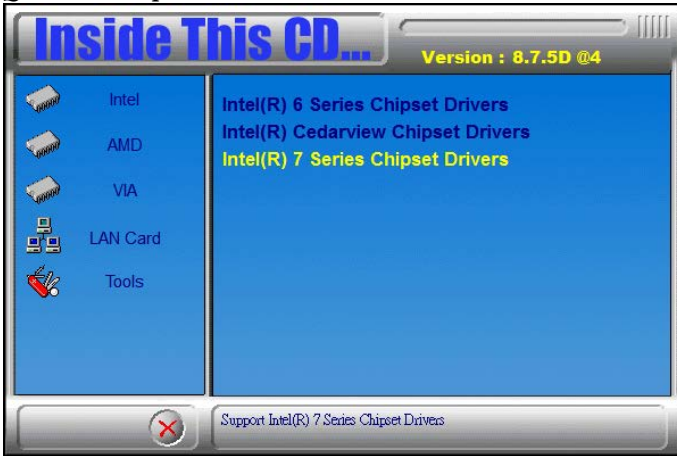 Inside This CD...
Version : 8.7.5D @4
Intel
AMD
VIA
LAN Card
Tools
Intel(R) 6 Series Chipset Drivers
Intel(R) Cedarview Chipset Drivers
Intel(R) 7 Series Chipset Drivers
Support Intel(R) 7 Series Chipset Drivers